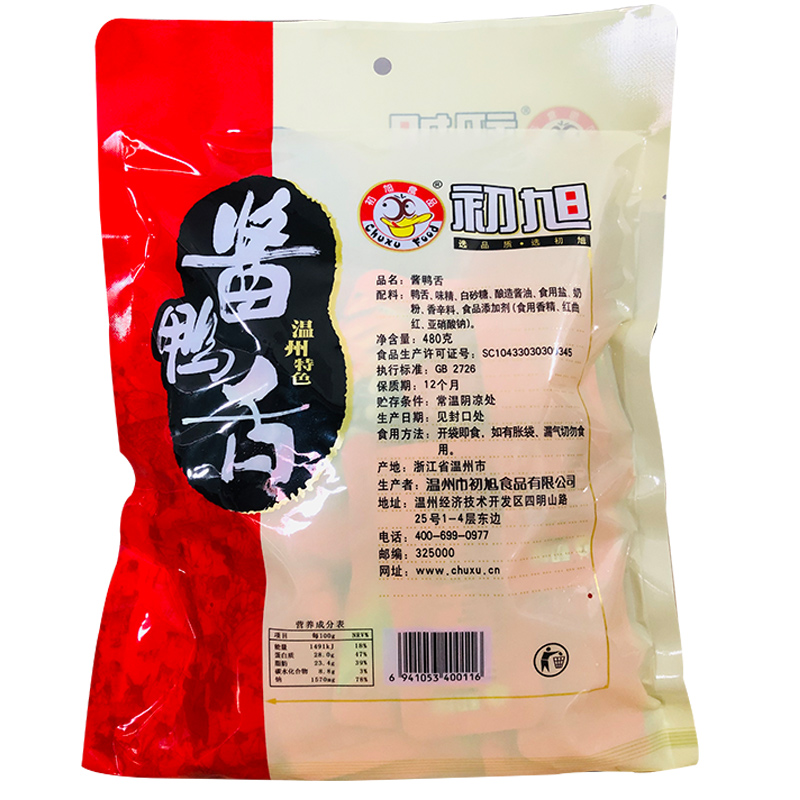 酱鸭舌
温州特色
初旭食品
Chuxu Food
®
初旭
选品质·选初旭
品名：酱鸭舌
配料：鸭舌、味精、白砂糖、酿造酱油、食用盐、奶
粉、香辛料、食品添加剂（食用香精、红曲
红、亚硝酸钠）。
净含量：480克
食品生产许可证号：SC10433030300345
执行标准：GB 2726
保质期：12个月
贮存条件：常温阴凉处
生产日期：见封口处
食用方法：开袋即食，如有胀袋、漏气切勿食
用。
产地：浙江省温州市
生产者：温州市初旭食品有限公司
地址：温州经济技术开发区四明山路
25号1-4层东边
电话：400-699-0977
邮编：325000
网址：www.chuxu.cn
营养成分表
项目 每100g NRV%
能量 1491kJ 18%
蛋白质 28.0g 47%
脂肪 23.4g 39%
碳水化合物 8.8g 3%
钠 1570mg 78%
6 941053 400116